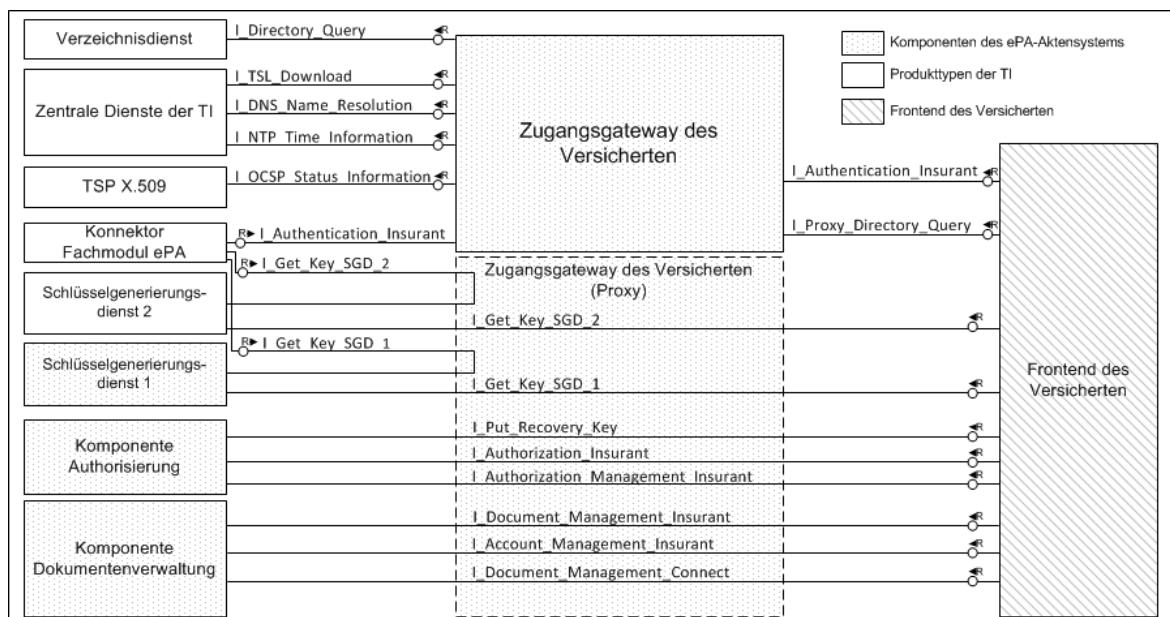 Verzeichnisdienst
I_Directory_Query
R
Zentrale Dienste der TI
I_TSL_Download
R
I_DNS_Name_Resolution
R
I_NTP_Time_Information
R
TSP X.509
I_OCSP_Status_Information
R
Zugangsgateway des
Versicherten
Komponenten des ePA-Aktensystems
Produkttypen der TI
Frontend des Versicherten
I_Authentication_Insurant
R
I_Proxy_Directory_Query
R
Konnektor
Fachmodul ePA
R
I_Authentication_Insurant
R
I_Get_Key_SGD_2
Zugangsgateway des Versicherten
(Proxy)
Schlüsselgenerierungs-
dienst 2
I_Get_Key_SGD_2
R
R
I_Get_Key_SGD_1
Schlüsselgenerierungs-
dienst 1
I_Get_Key_SGD_1
R
Frontend des
Versicherten
Komponente
Authorisierung
I_Put_Recovery_Key
R
I_Authorization_Insurant
R
I_Authorization_Management_Insurant
R
Komponente
Dokumentenverwaltung
I_Document_Management_Insurant
R
I_Account_Management_Insurant
R
I_Document_Management_Connect
R